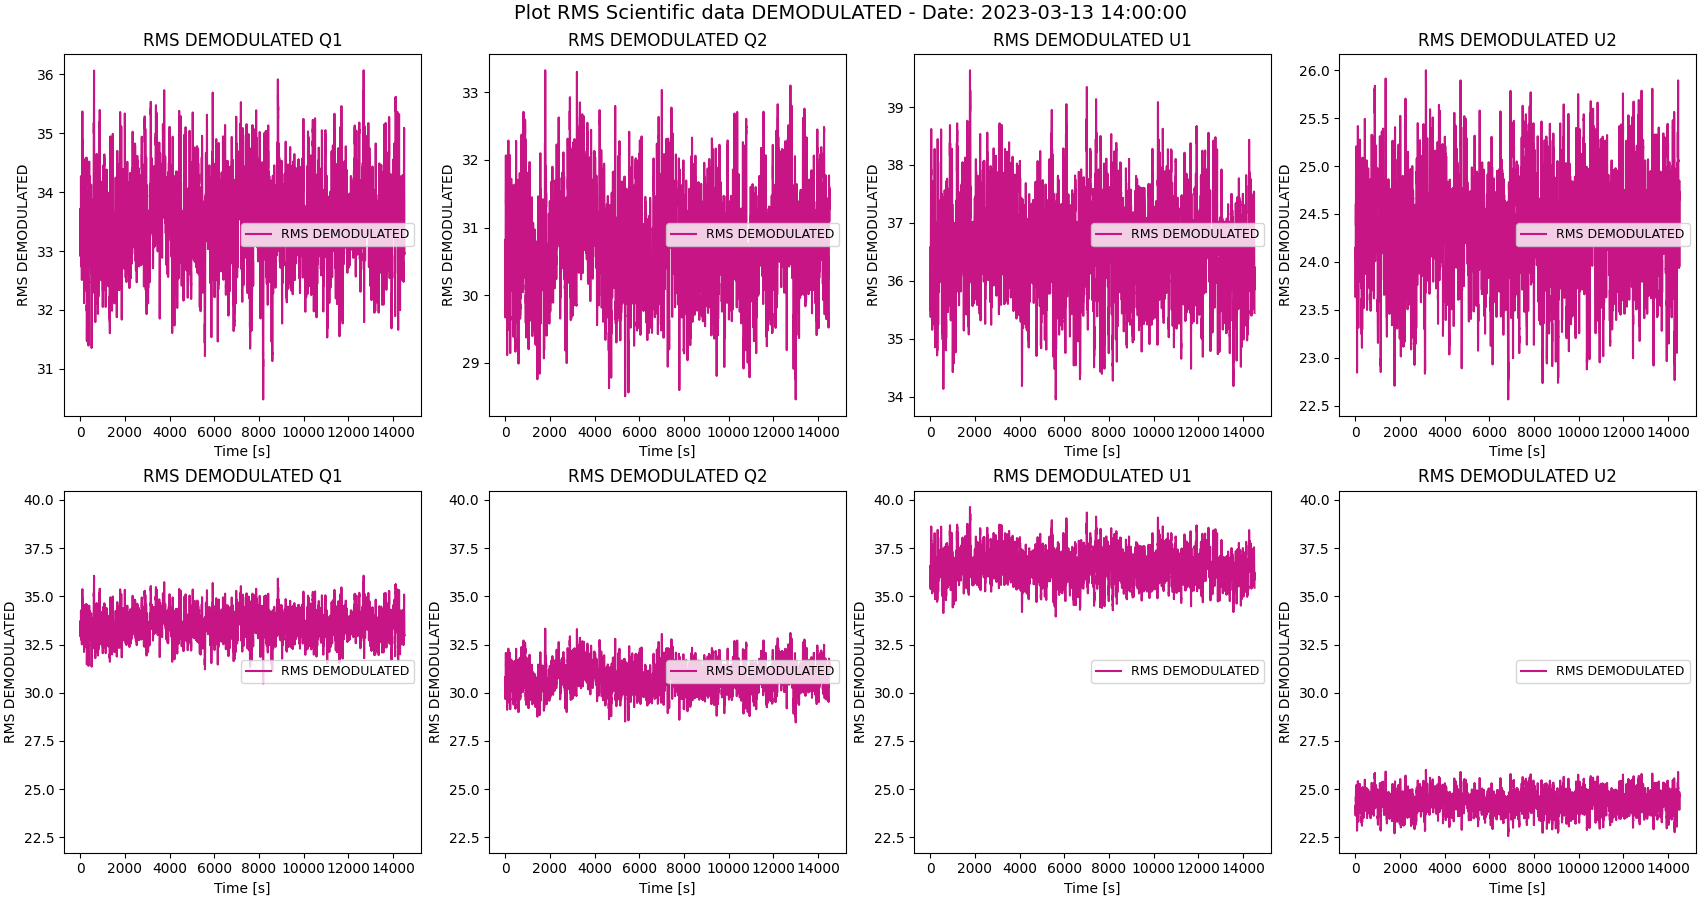 Plot RMS Scientific data DEMODULATED - Date: 2023-03-13 14:00:00
RMS DEMODULATED Q1
RMS DEMODULATED
36
35
34
33
32
31
RMS DEMODULATED
0 2000 4000 6000 8000 10000 12000 14000
Time [s]
RMS DEMODULATED Q2
RMS DEMODULATED
33
32
31
30
29
RMS DEMODULATED
0 2000 4000 6000 8000 10000 12000 14000
Time [s]
RMS DEMODULATED U1
RMS DEMODULATED
39
38
37
36
35
34
RMS DEMODULATED
0 2000 4000 6000 8000 10000 12000 14000
Time [s]
RMS DEMODULATED U2
RMS DEMODULATED
26.0
25.5
25.0
24.5
24.0
23.5
23.0
22.5
RMS DEMODULATED
0 2000 4000 6000 8000 10000 12000 14000
Time [s]
RMS DEMODULATED Q1
RMS DEMODULATED
40.0
37.5
35.0
32.5
30.0
27.5
25.0
22.5
RMS DEMODULATED
0 2000 4000 6000 8000 10000 12000 14000
Time [s]
RMS DEMODULATED Q2
RMS DEMODULATED
40.0
37.5
35.0
32.5
30.0
27.5
25.0
22.5
RMS DEMODULATED
0 2000 4000 6000 8000 10000 12000 14000
Time [s]
RMS DEMODULATED U1
RMS DEMODULATED
40.0
37.5
35.0
32.5
30.0
27.5
25.0
22.5
RMS DEMODULATED
0 2000 4000 6000 8000 10000 12000 14000
Time [s]
RMS DEMODULATED U2
RMS DEMODULATED
40.0
37.5
35.0
32.5
30.0
27.5
25.0
22.5
RMS DEMODULATED
0 2000 4000 6000 8000 10000 12000 14000
Time [s]